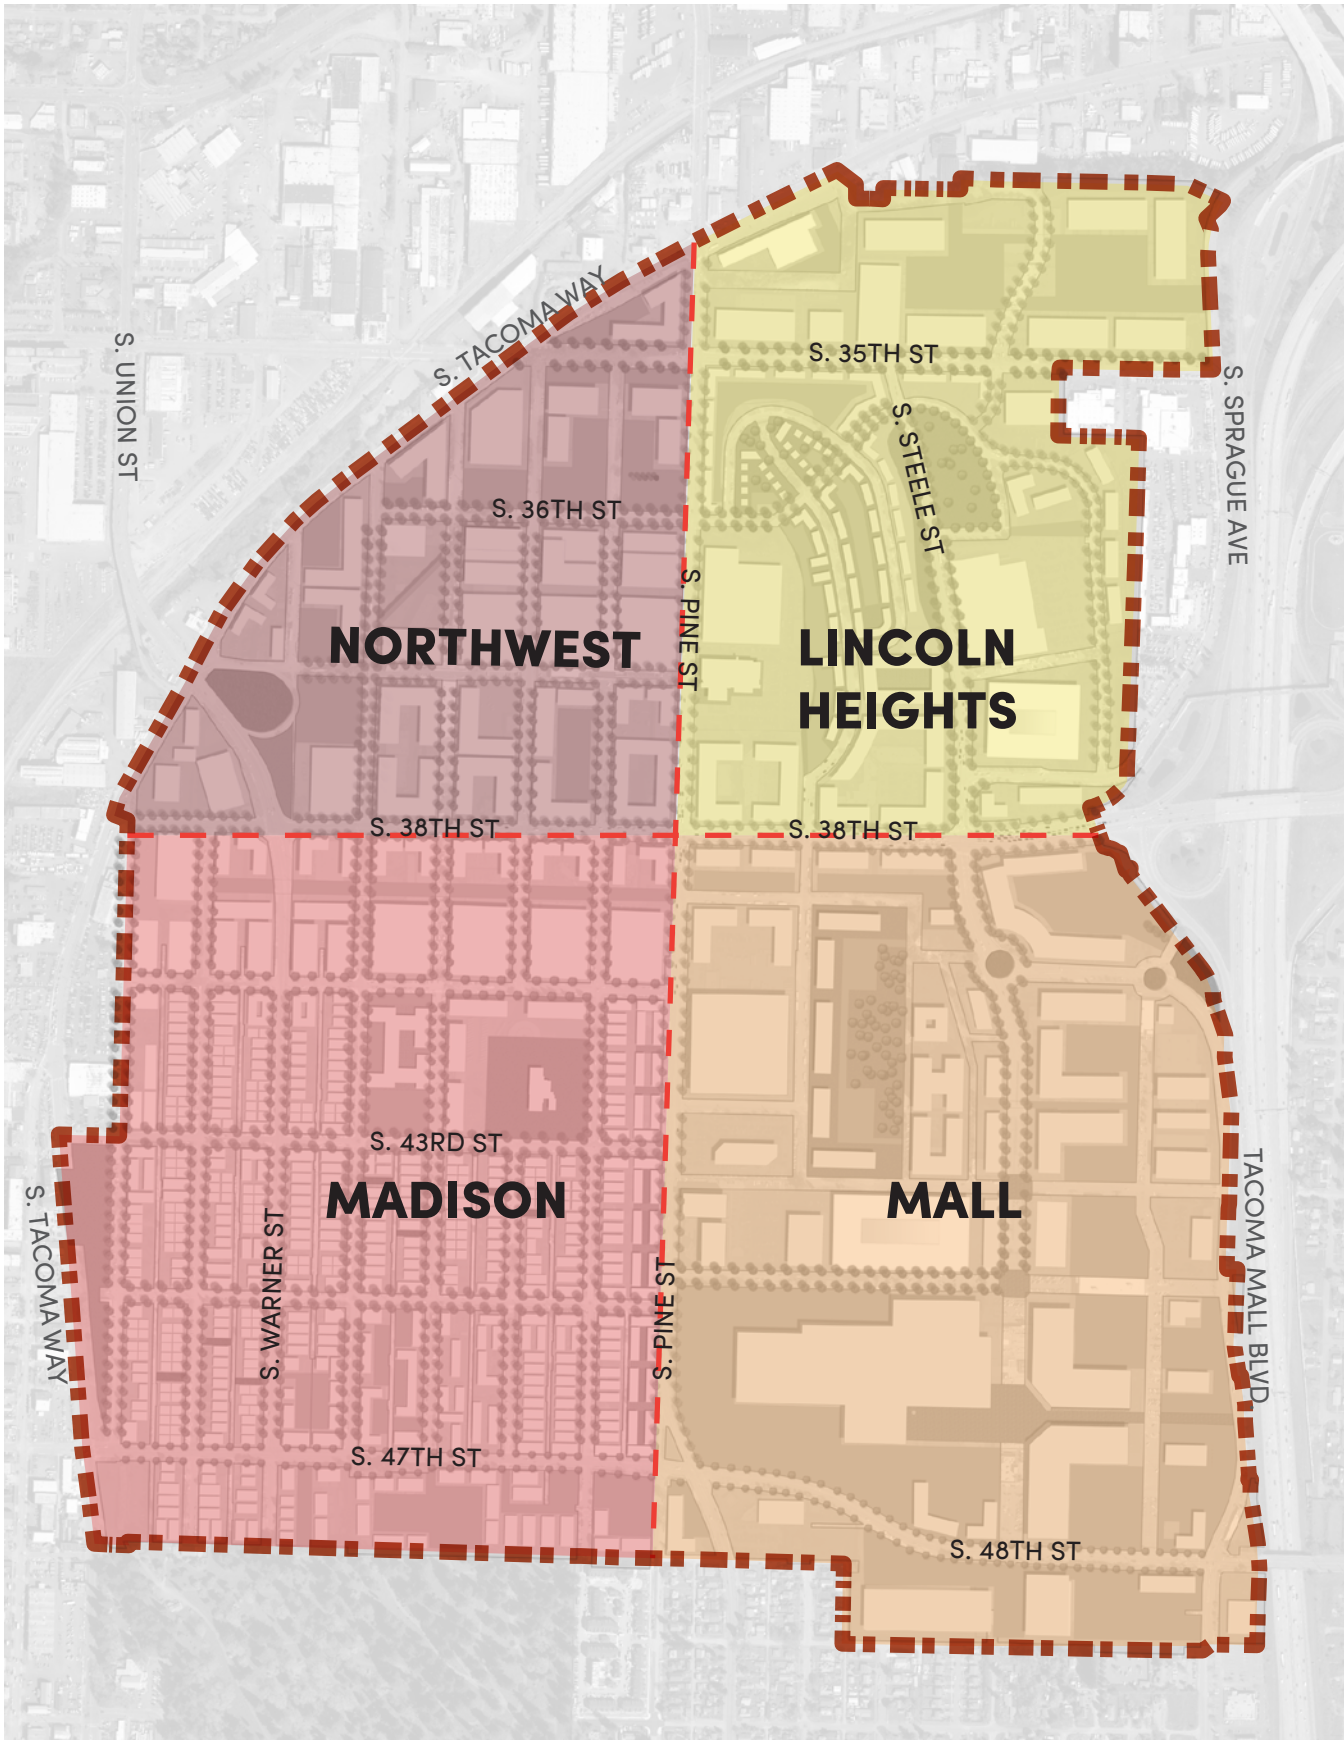 S. TACOMA WAY
S. UNION ST
S. 35TH ST
S. SPRAGUE AVE
S. STEELE ST
S. 36TH ST
S. PINE ST
NORTHWEST
LINCOLN
HEIGHTS
S. 38TH ST
S. 38TH ST
S. 43RD ST
MADISON
MALL
S. TACOMA WAY
S. WARNER ST
S. PINE ST
TACOMA MALL BLVD
S. 47TH ST
S. 48TH ST